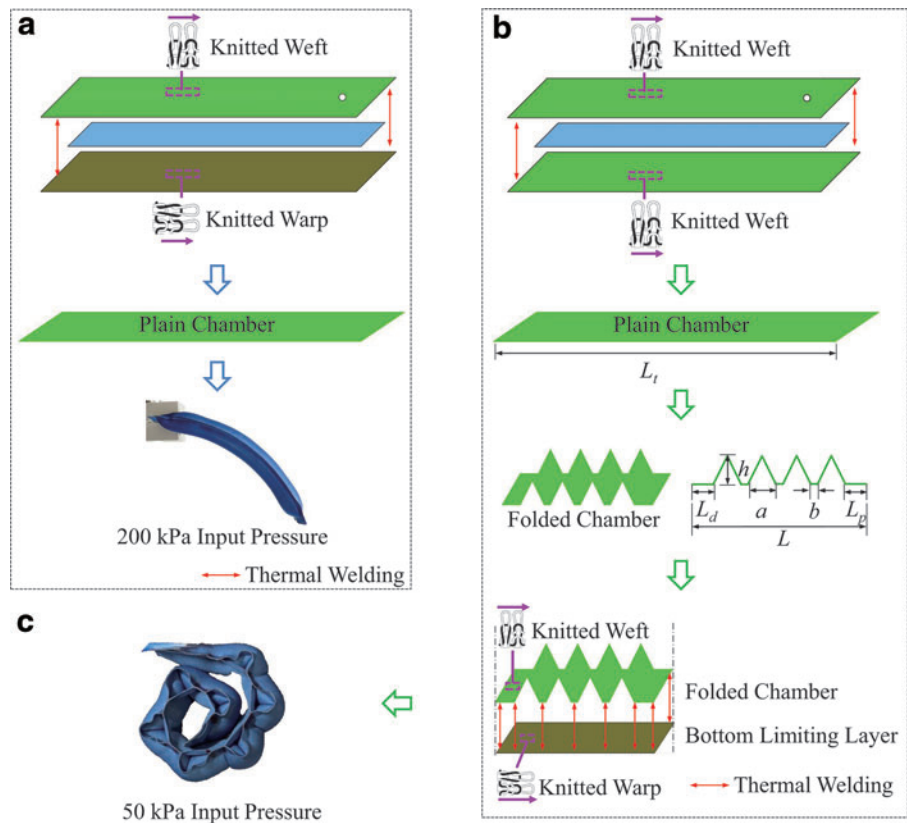 a
Knitted Weft
Knitted Warp
Plain Chamber
200 kPa Input Pressure
Thermal Welding
b
Knitted Weft
Knitted Weft
Plain Chamber
L_t
Folded Chamber
h
L_d a b L_p
L
Knitted Weft
Folded Chamber
Bottom Limiting Layer
Knitted Warp
Thermal Welding
c
50 kPa Input Pressure